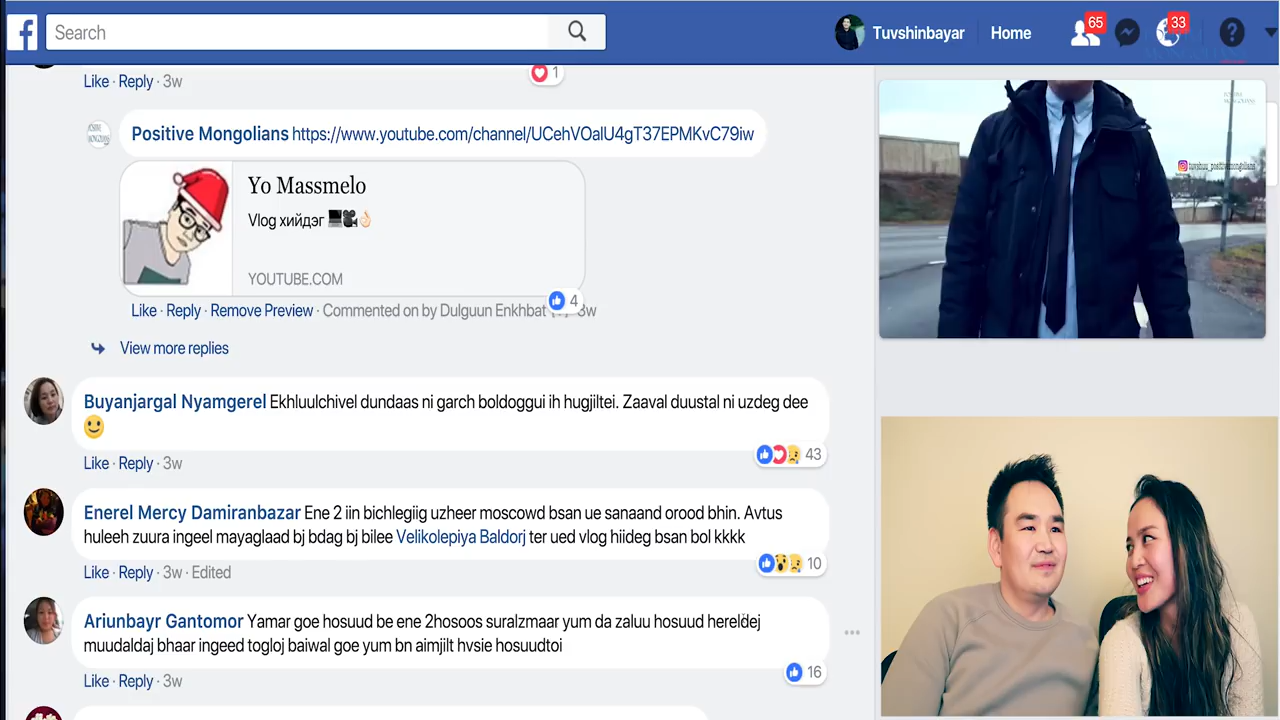 f
Search
Tuvshinbayar
Home
65
33
?
Like · Reply · 3w
1
Positive Mongolians https://www.youtube.com/channel/UCehVOalU4gT37EPMKvC79iw
Yo Massmelo
Vlog хийдэг
YOUTUBE.COM
4
Like · Reply · Remove Preview · Commented on by Dulguun Enkhbat 3w
View more replies
Buyanjargal Nyamgerel Ekhluulchivel dundaas ni garch boldoggui ih hugjiltei. Zaaval duustal ni uzdeg dee
43
Like · Reply · 3w
Enerel Mercy Damiranbazar Ene 2 iin bichlegiig uzheer moscowd bsan ue sanaand orood bhin. Avtus
huleeh zuura ingeel mayaglaad bj bdag bj bilee Velikolepiya Baldorj ter ued vlog hiideg bsan bol kkkk
10
Like · Reply · 3w · Edited
Ariunbayr Gantomor Yamar goe hosuud be ene 2hosoos suralzmaar yum da zaluu hosuud hereldej
muudaldaj bhaar ingeed togloj baiwal goe yum bn aimjilt hvsie hosuudtoi
16
Like · Reply · 3w
POSITIVE
MONGOLIANS
tuvshuu_positivemongolians